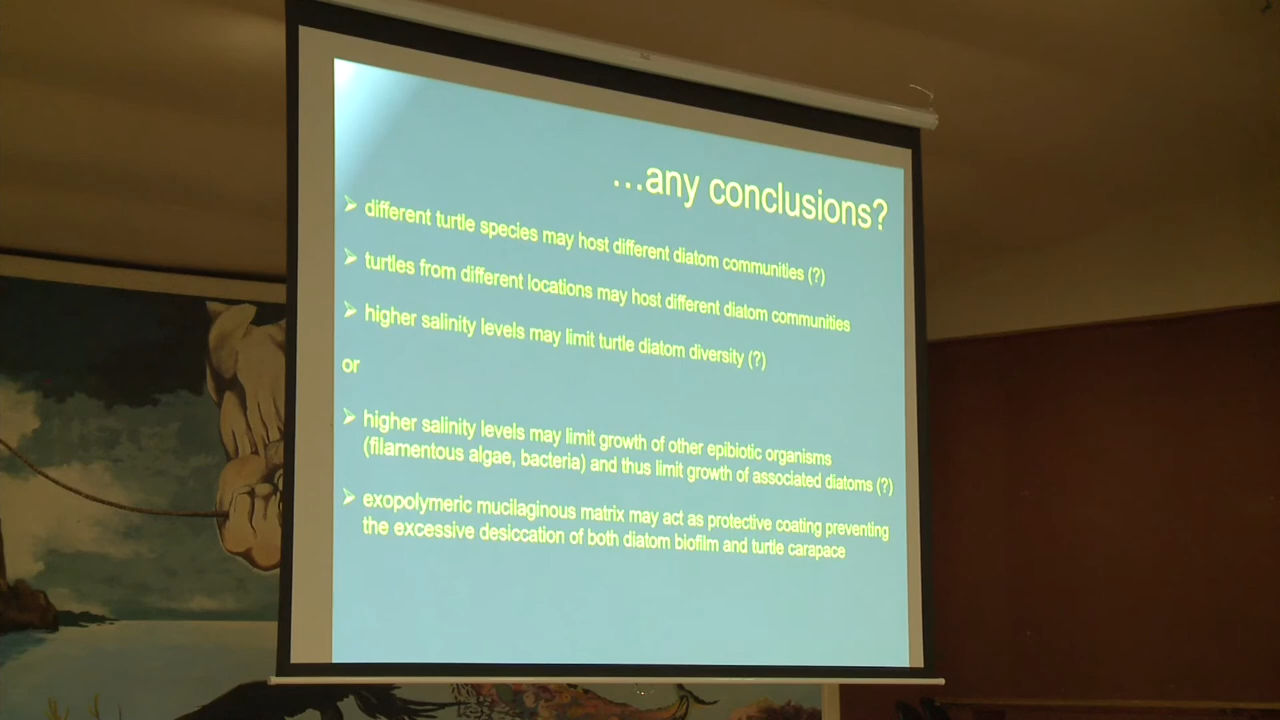 ...any conclusions?
➢ different turtle species may host different diatom communities (?)
➢ turtles from different locations may host different diatom communities
➢ higher salinity levels may limit turtle diatom diversity (?)
or
➢ higher salinity levels may limit growth of other epibiotic organisms
(filamentous algae, bacteria) and thus limit growth of associated diatoms (?)
➢ exopolymeric mucilaginous matrix may act as protective coating preventing
the excessive desiccation of both diatom biofilm and turtle carapace